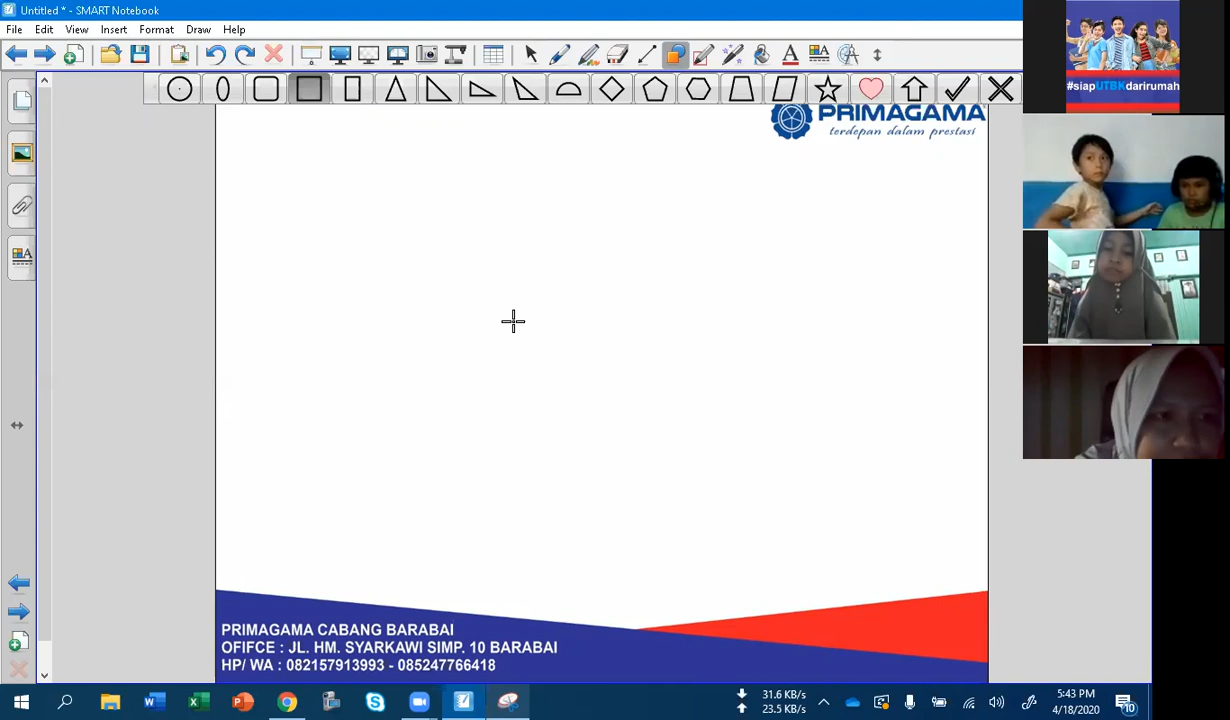 Untitled * - SMART Notebook
File Edit View Insert Format Draw Help
#siapUTBKdarirumah
PRIMAGAMA
terdepan dalam prestasi
PRIMAGAMA CABANG BARABAI
OFIFCE : JL. HM. SYARKAWI SIMP. 10 BARABAI
HP/ WA : 082157913993 - 085247766418
31.6 KB/s
23.5 KB/s
5:43 PM
4/18/2020
10